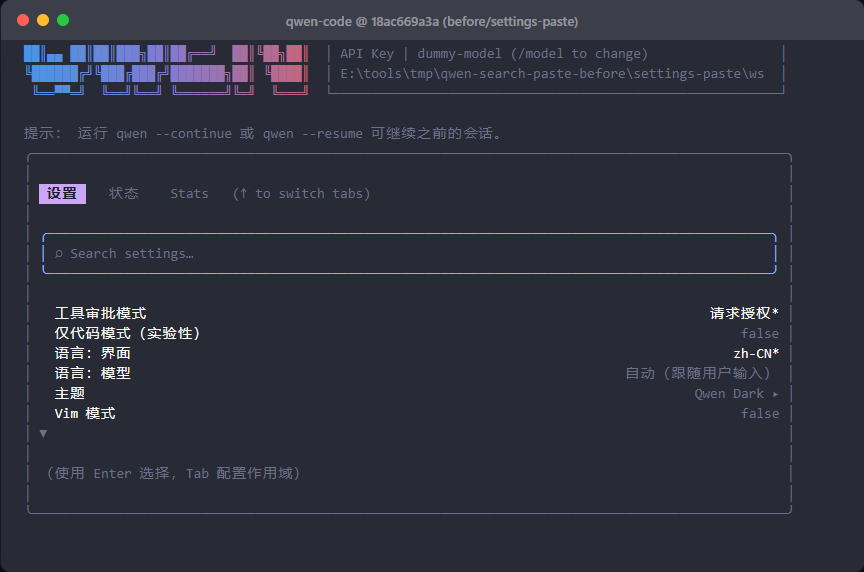 qwen-code @ 18ac669a3a (before/settings-paste)
API Key | dummy-model (/model to change)
E:\tools\tmp\qwen-search-paste-before\settings-paste\ws
提示: 运行 qwen --continue 或 qwen --resume 可继续之前的会话。
设置 状态 Stats (↑ to switch tabs)
⌕ Search settings…
工具审批模式 请求授权*
仅代码模式 (实验性) false
语言: 界面 zh-CN*
语言: 模型 自动 (跟随用户输入)
主题 Qwen Dark ▸
Vim 模式 false
▼
(使用 Enter 选择, Tab 配置作用域)